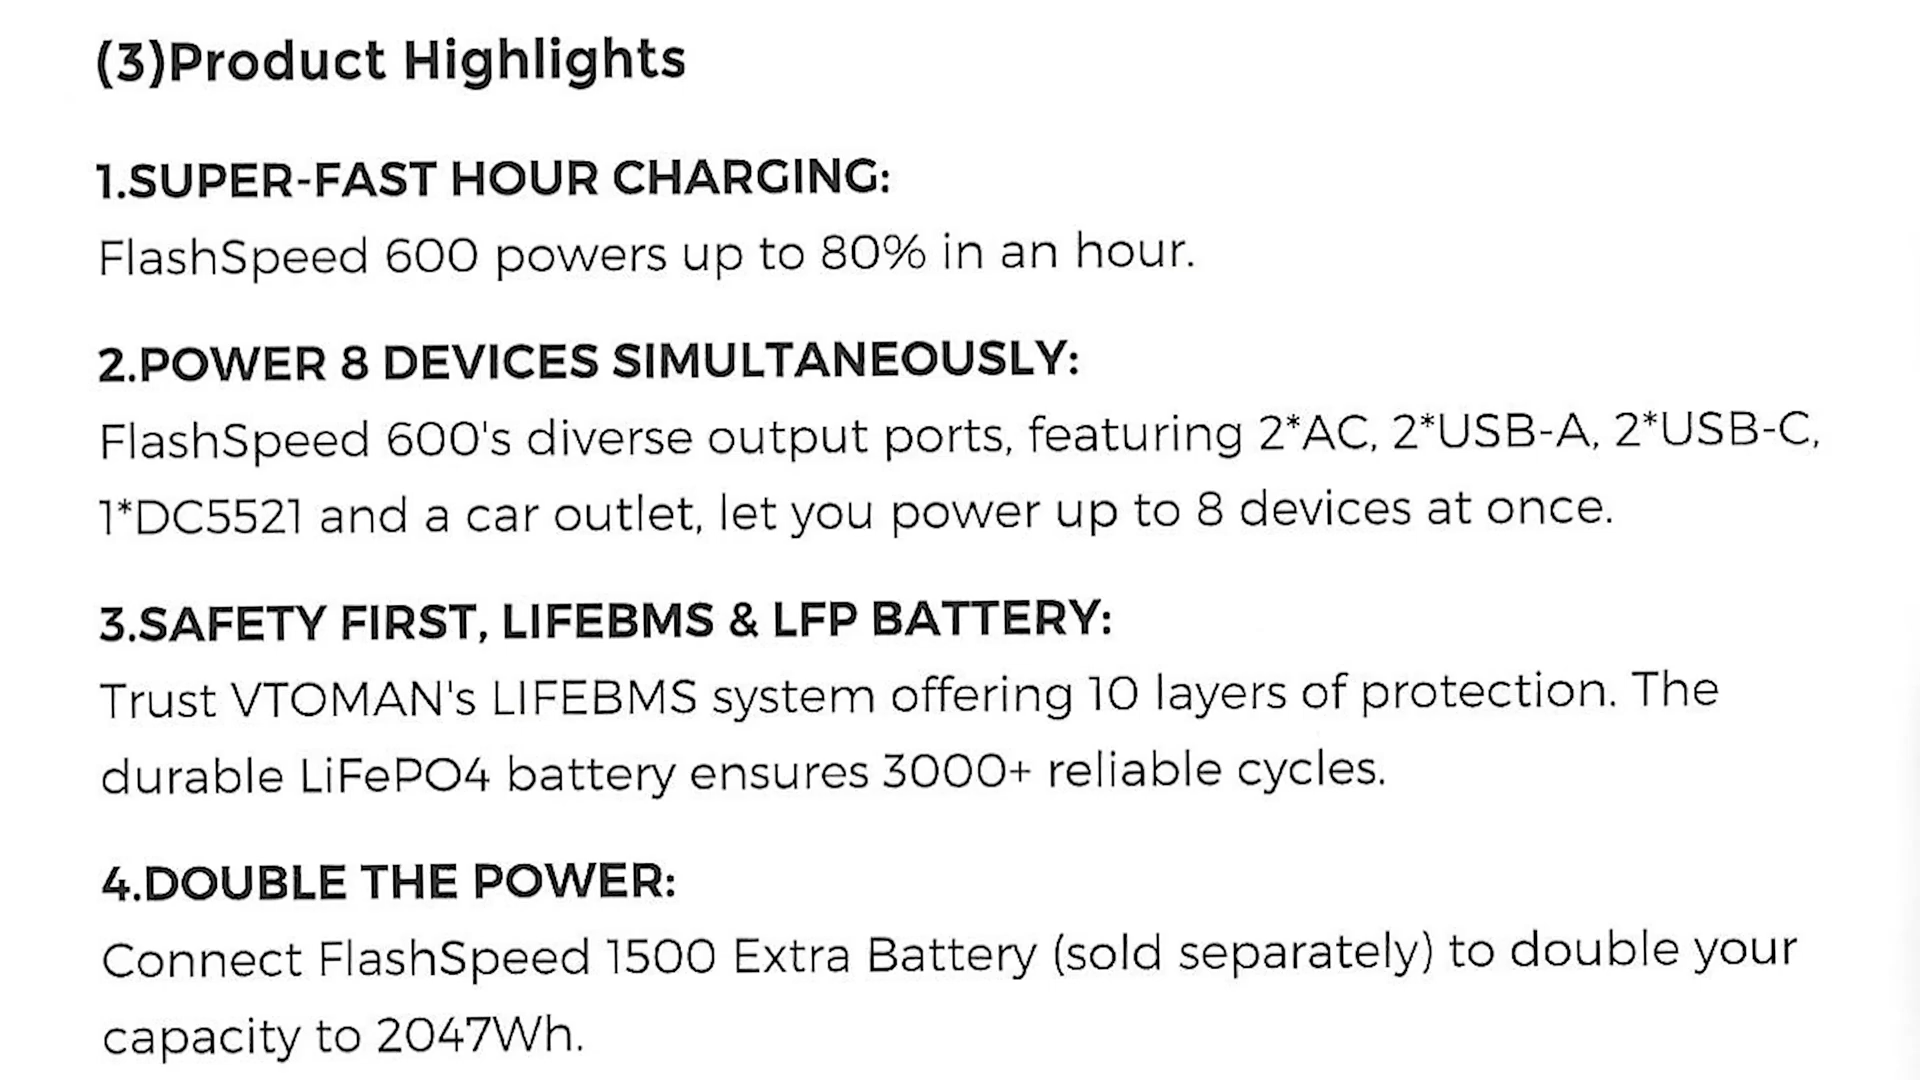 (3)Product Highlights
1.SUPER-FAST HOUR CHARGING:
FlashSpeed 600 powers up to 80% in an hour.
2.POWER 8 DEVICES SIMULTANEOUSLY:
FlashSpeed 600's diverse output ports, featuring 2*AC, 2*USB-A, 2*USB-C,
1*DC5521 and a car outlet, let you power up to 8 devices at once.
3.SAFETY FIRST, LIFEBMS & LFP BATTERY:
Trust VTOMAN's LIFEBMS system offering 10 layers of protection. The
durable LiFePO4 battery ensures 3000+ reliable cycles.
4.DOUBLE THE POWER:
Connect FlashSpeed 1500 Extra Battery (sold separately) to double your
capacity to 2047Wh.